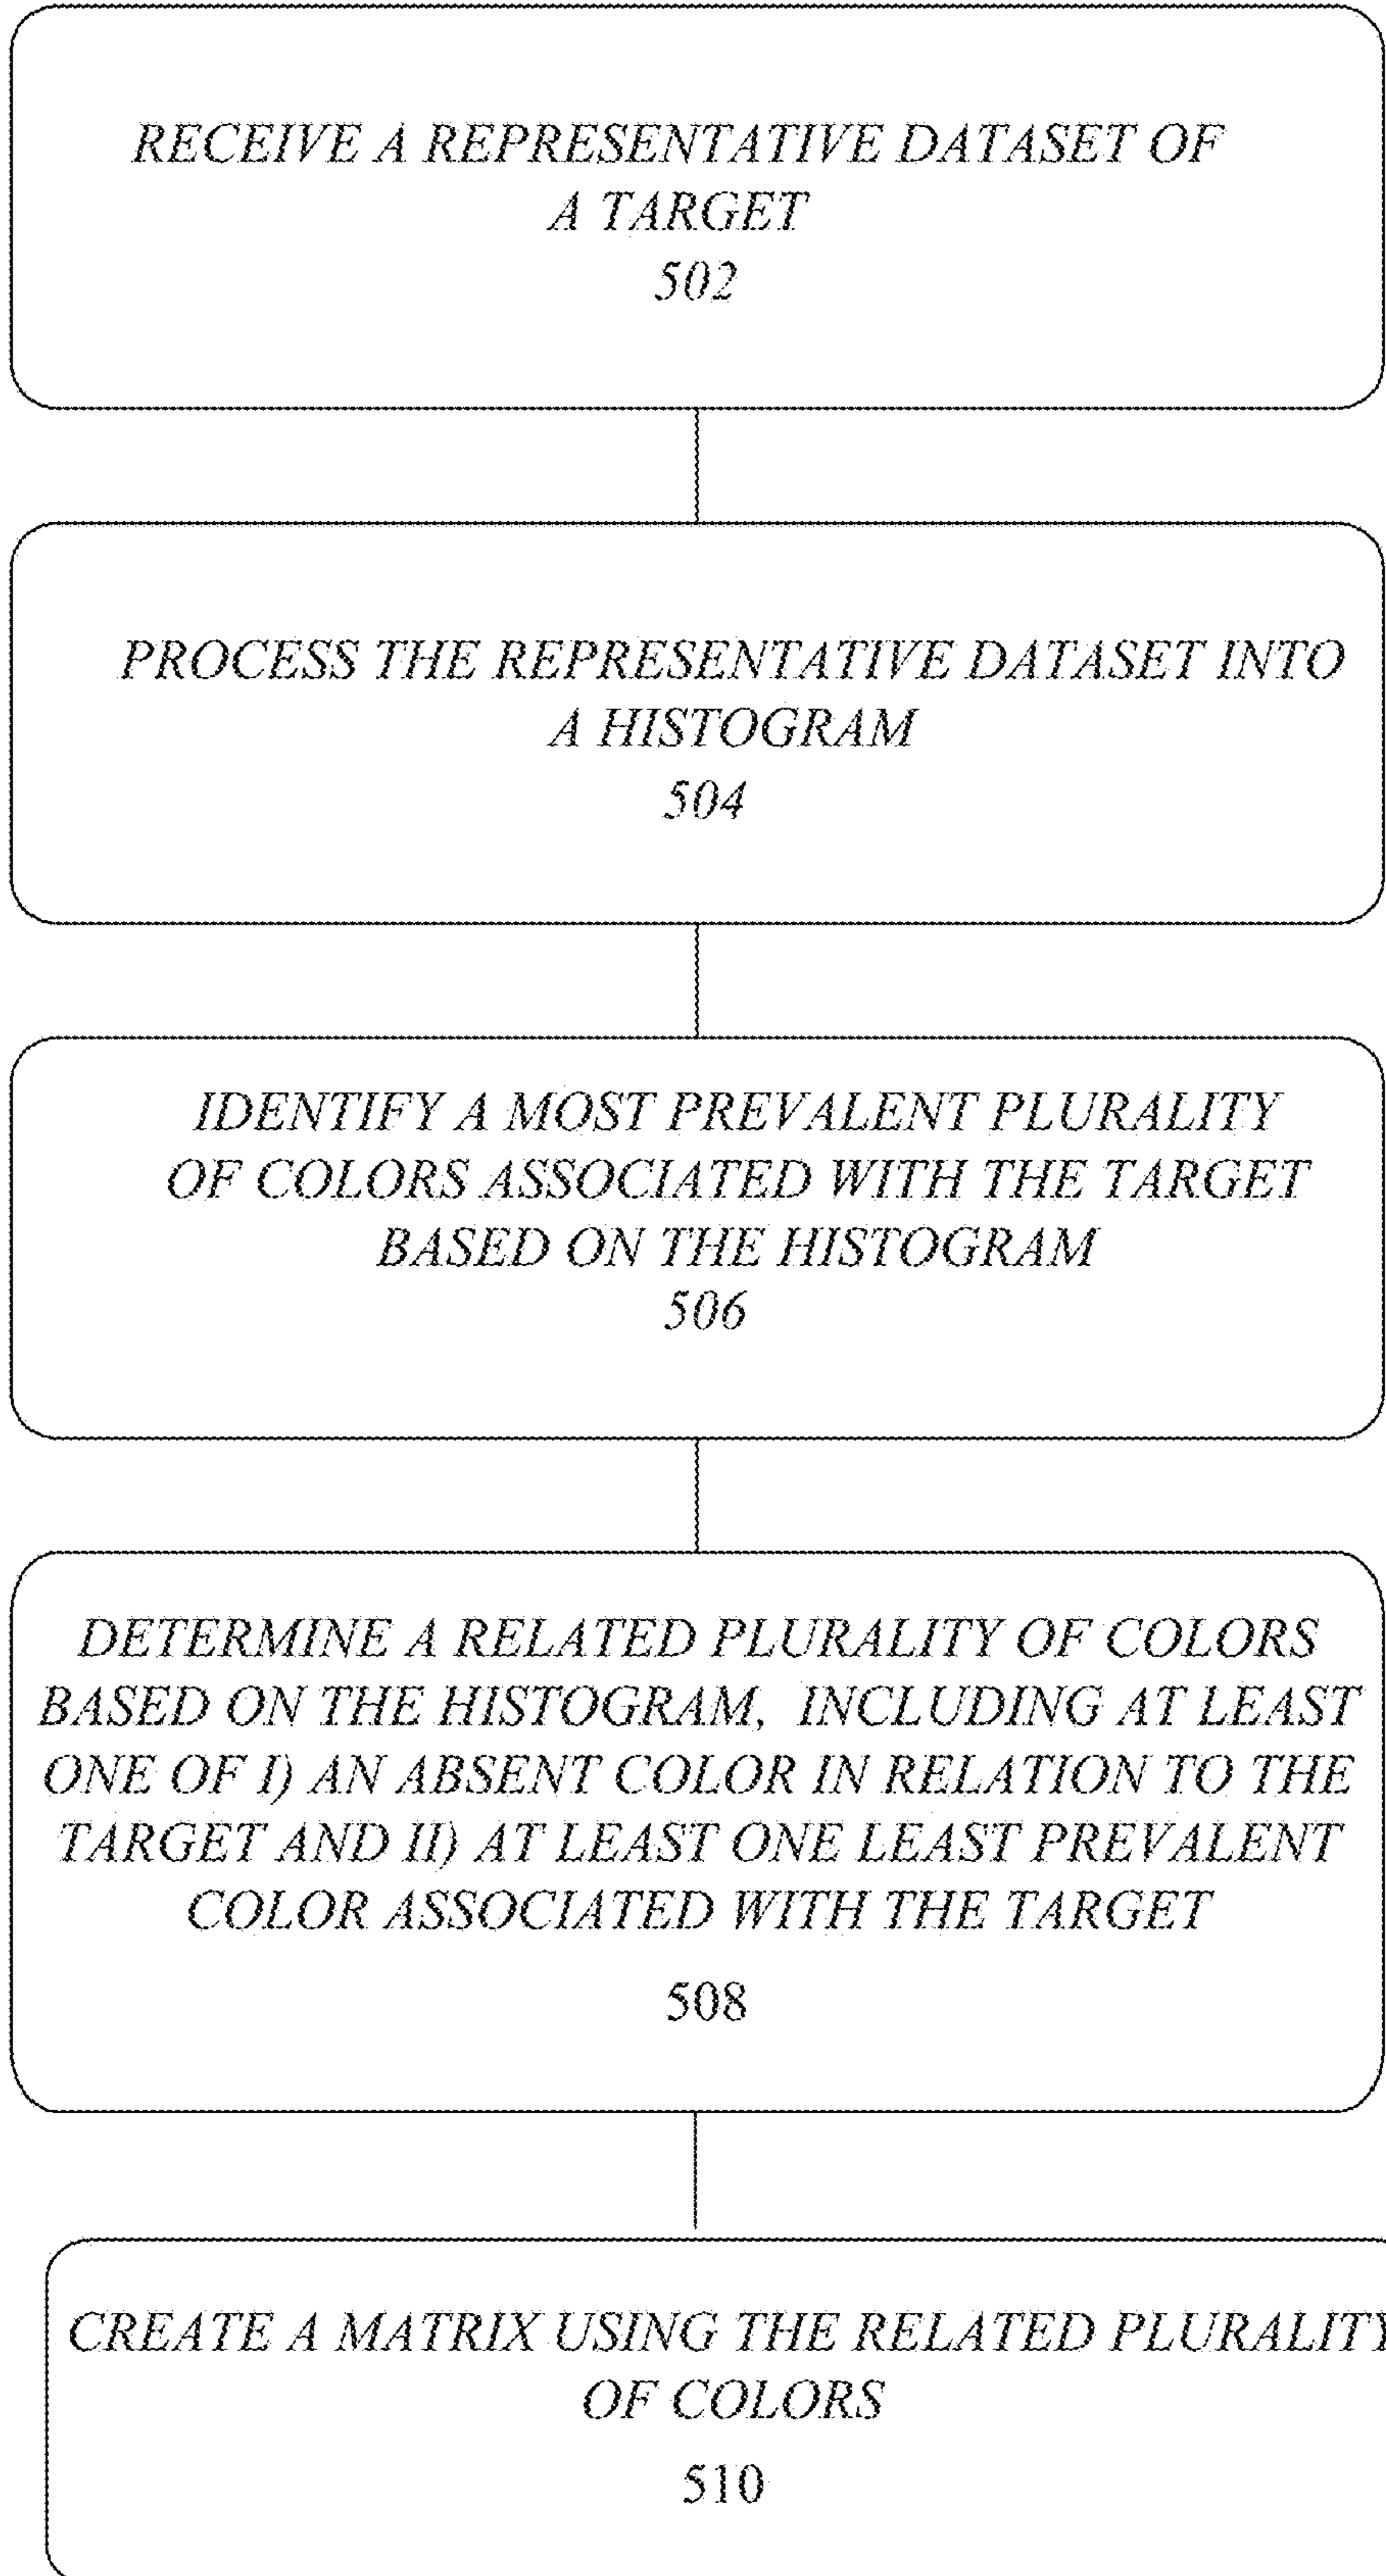 RECEIVE A REPRESENTATIVE DATASET OF
A TARGET
502
PROCESS THE REPRESENTATIVE DATASET INTO
A HISTOGRAM
504
IDENTIFY A MOST PREVALENT PLURALITY
OF COLORS ASSOCIATED WITH THE TARGET
BASED ON THE HISTOGRAM
506
DETERMINE A RELATED PLURALITY OF COLORS
BASED ON THE HISTOGRAM, INCLUDING AT LEAST
ONE OF I) AN ABSENT COLOR IN RELATION TO THE
TARGET AND II) AT LEAST ONE LEAST PREVALENT
COLOR ASSOCIATED WITH THE TARGET
508
CREATE A MATRIX USING THE RELATED PLURALITY
OF COLORS
510